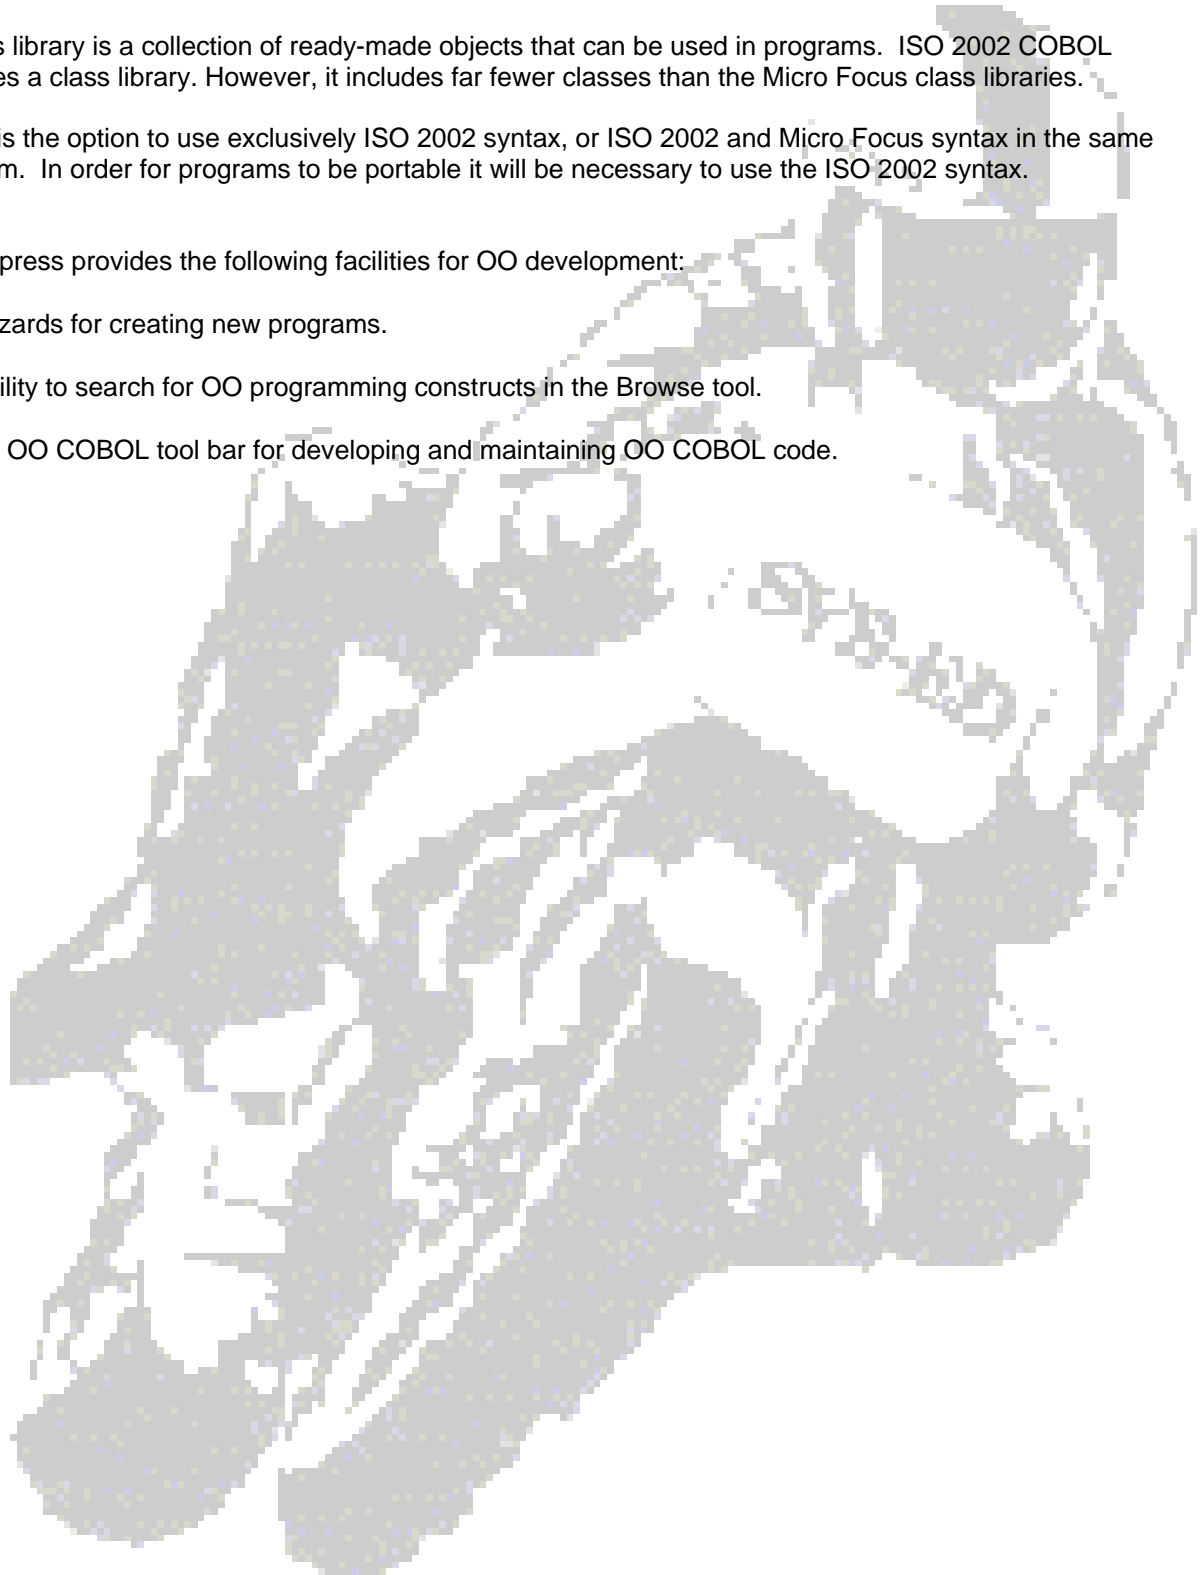 s library is a collection of ready-made objects that can be used in programs. ISO 2002 COBOL
es a class library. However, it includes far fewer classes than the Micro Focus class libraries.
is the option to use exclusively ISO 2002 syntax, or ISO 2002 and Micro Focus syntax in the same
m. In order for programs to be portable it will be necessary to use the ISO 2002 syntax.
press provides the following facilities for OO development:
zards for creating new programs.
ility to search for OO programming constructs in the Browse tool.
OO COBOL tool bar for developing and maintaining OO COBOL code.
SYS-ED